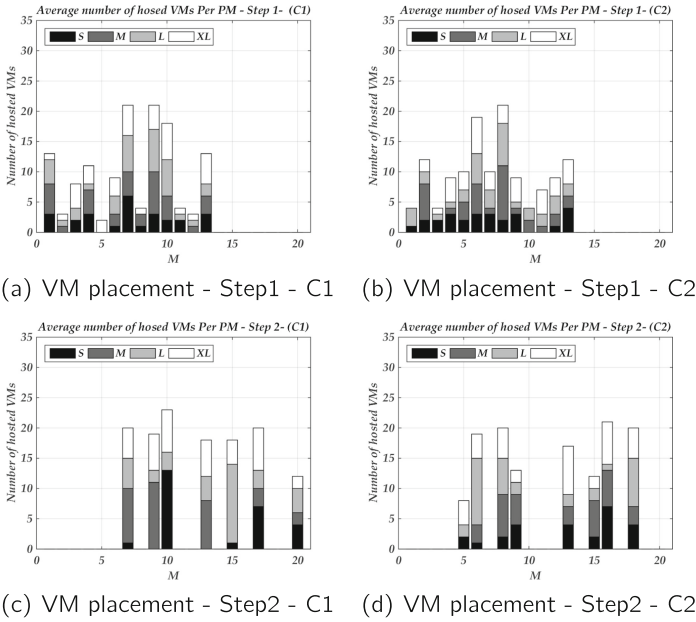 Average number of hosed VMs Per PM - Step 1- (C1)
S M L XL
Number of hosted VMs
35
30
25
20
15
10
5
0
0 5 10 15 20
M
(a) VM placement - Step1 - C1
Average number of hosed VMs Per PM - Step 1- (C2)
S M L XL
Number of hosted VMs
35
30
25
20
15
10
5
0
0 5 10 15 20
M
(b) VM placement - Step1 - C2
Average number of hosed VMs Per PM - Step 2- (C1)
S M L XL
Number of hosted VMs
35
30
25
20
15
10
5
0
0 5 10 15 20
M
(c) VM placement - Step2 - C1
Average number of hosed VMs Per PM - Step 2- (C2)
S M L XL
Number of hosted VMs
35
30
25
20
15
10
5
0
0 5 10 15 20
M
(d) VM placement - Step2 - C2